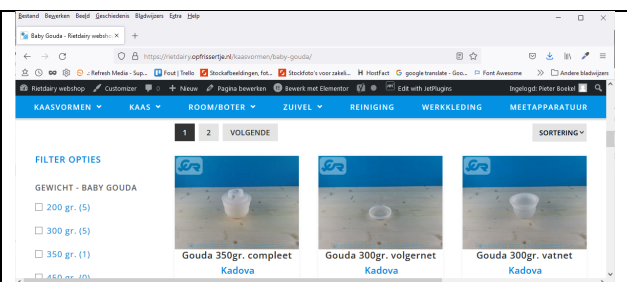 Bestand Bewerken Beeld Geschiedenis Bladwijzers Extra Help
Baby Gouda - Rietdairy websho
https://rietdairy.opfrissertje.nl/kaasvormen/baby-gouda/
.: Refresh Media - Sup... Fout | Trello Stockafbeeldingen, fot... Stockfoto's voor zakeli... HostFact google translate - Goo... Font Awesome Andere bladwijzers
Rietdairy webshop Customizer 0 Nieuw Pagina bewerken Bewerk met Elementor Edit with JetPlugins Ingelogd: Pieter Boekel
KAASVORMEN KAAS ROOM/BOTER ZUIVEL REINIGING WERKKLEDING MEETAPPARATUUR
1 2 VOLGENDE SORTERING
FILTER OPTIES
GEWICHT - BABY GOUDA
200 gr. (5)
300 gr. (5)
350 gr. (1)
450 gr. (0)
Gouda 350gr. compleet
Kadova
Gouda 300gr. volgernet
Kadova
Gouda 300gr. vatnet
Kadova